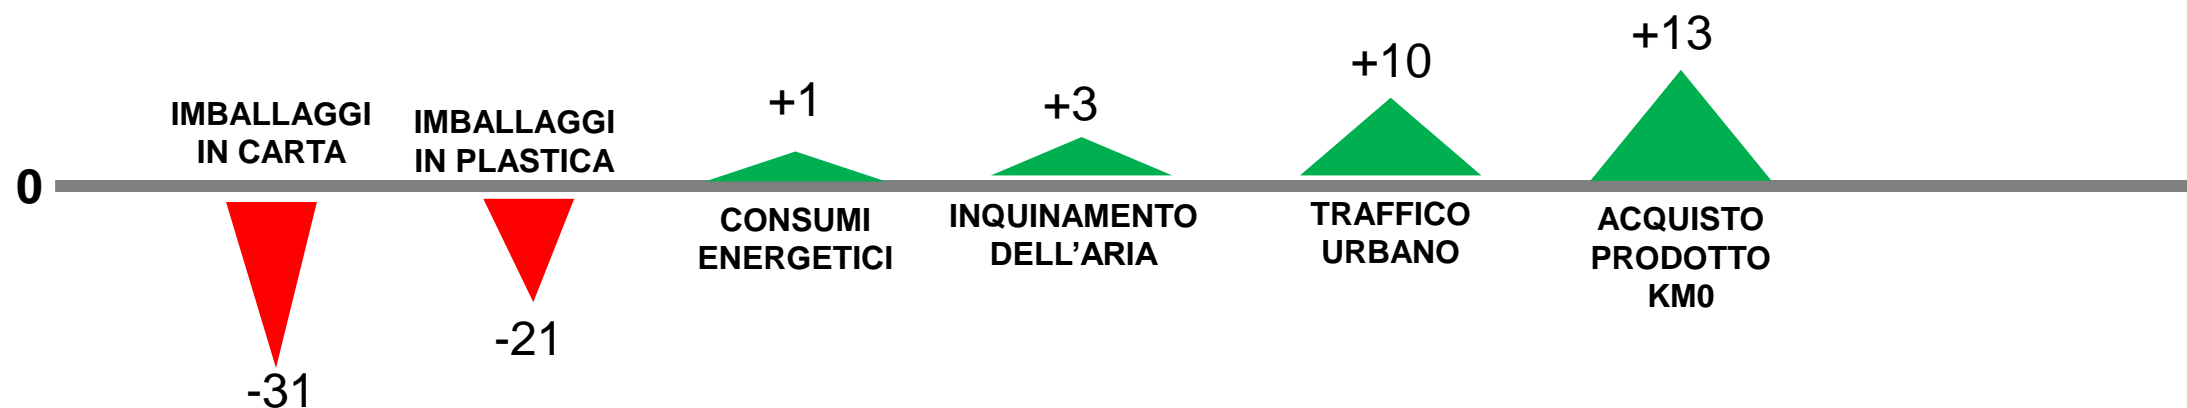 0
IMBALLAGGI
IN CARTA
-31
IMBALLAGGI
IN PLASTICA
-21
+1
CONSUMI
ENERGETICI
+3
INQUINAMENTO
DELL’ARIA
+10
TRAFFICO
URBANO
+13
ACQUISTO
PRODOTTO
KM0